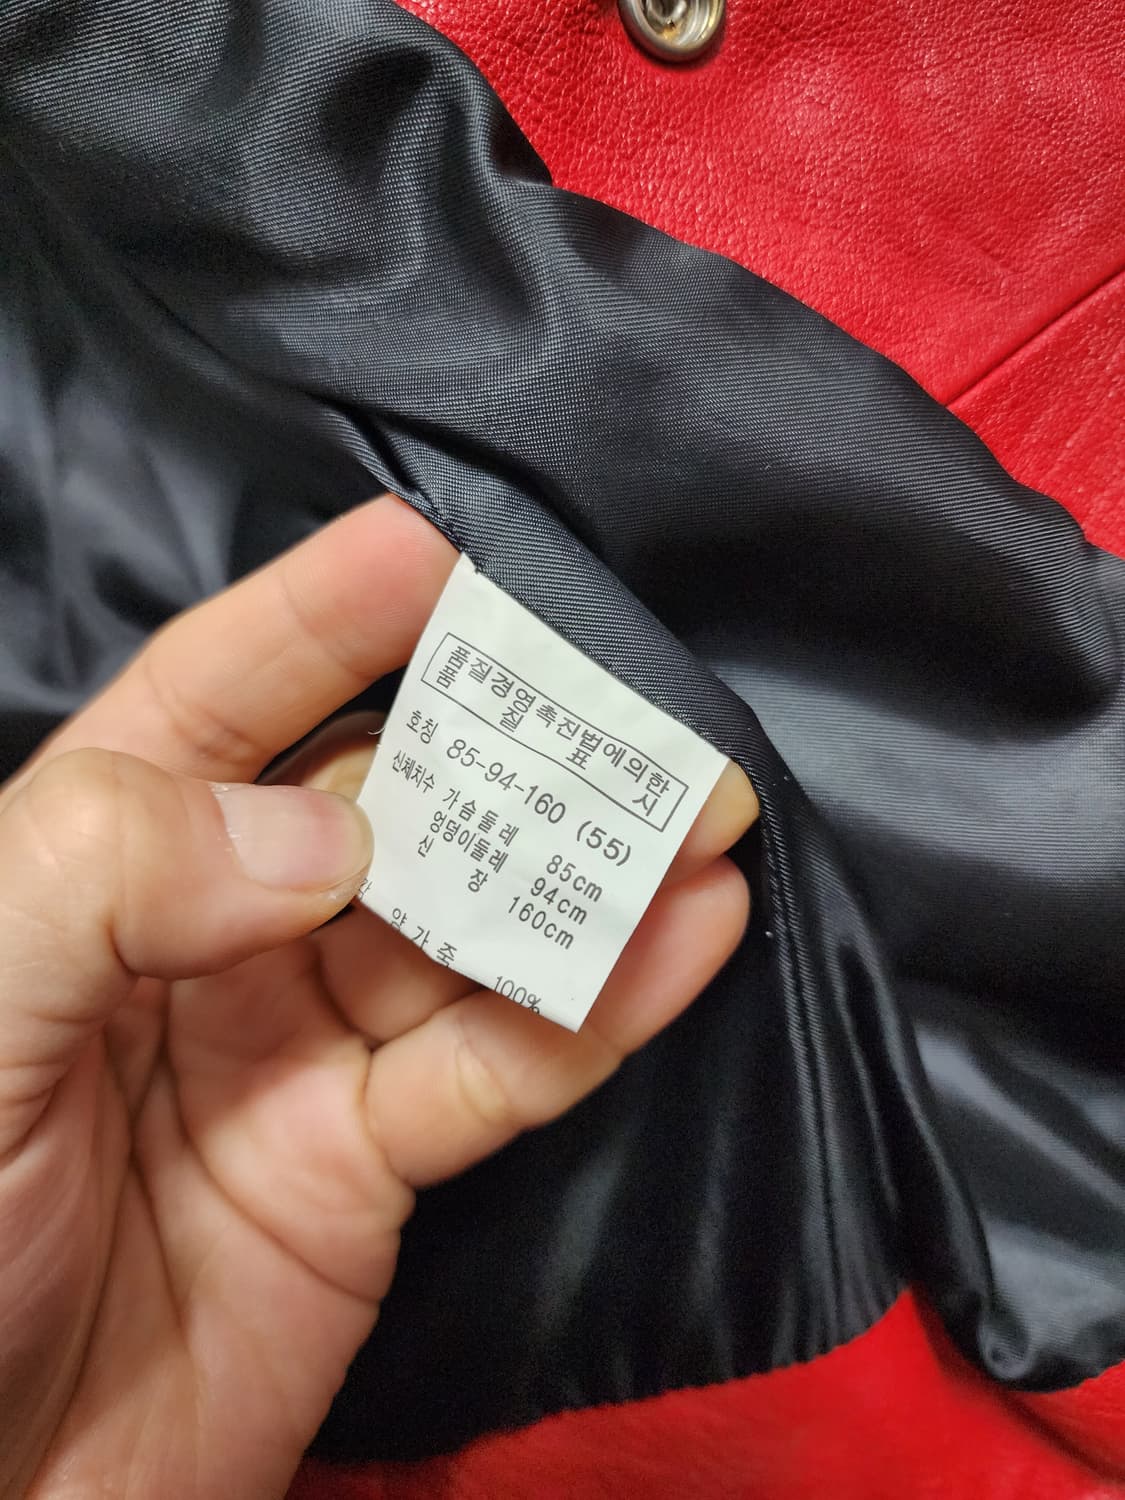 품질경영촉진법에의한
품 질 표 시
호칭 85-94-160 (55)
신체치수 가슴둘레 85cm
엉덩이둘레 94cm
신 장 160cm
양가죽 100%